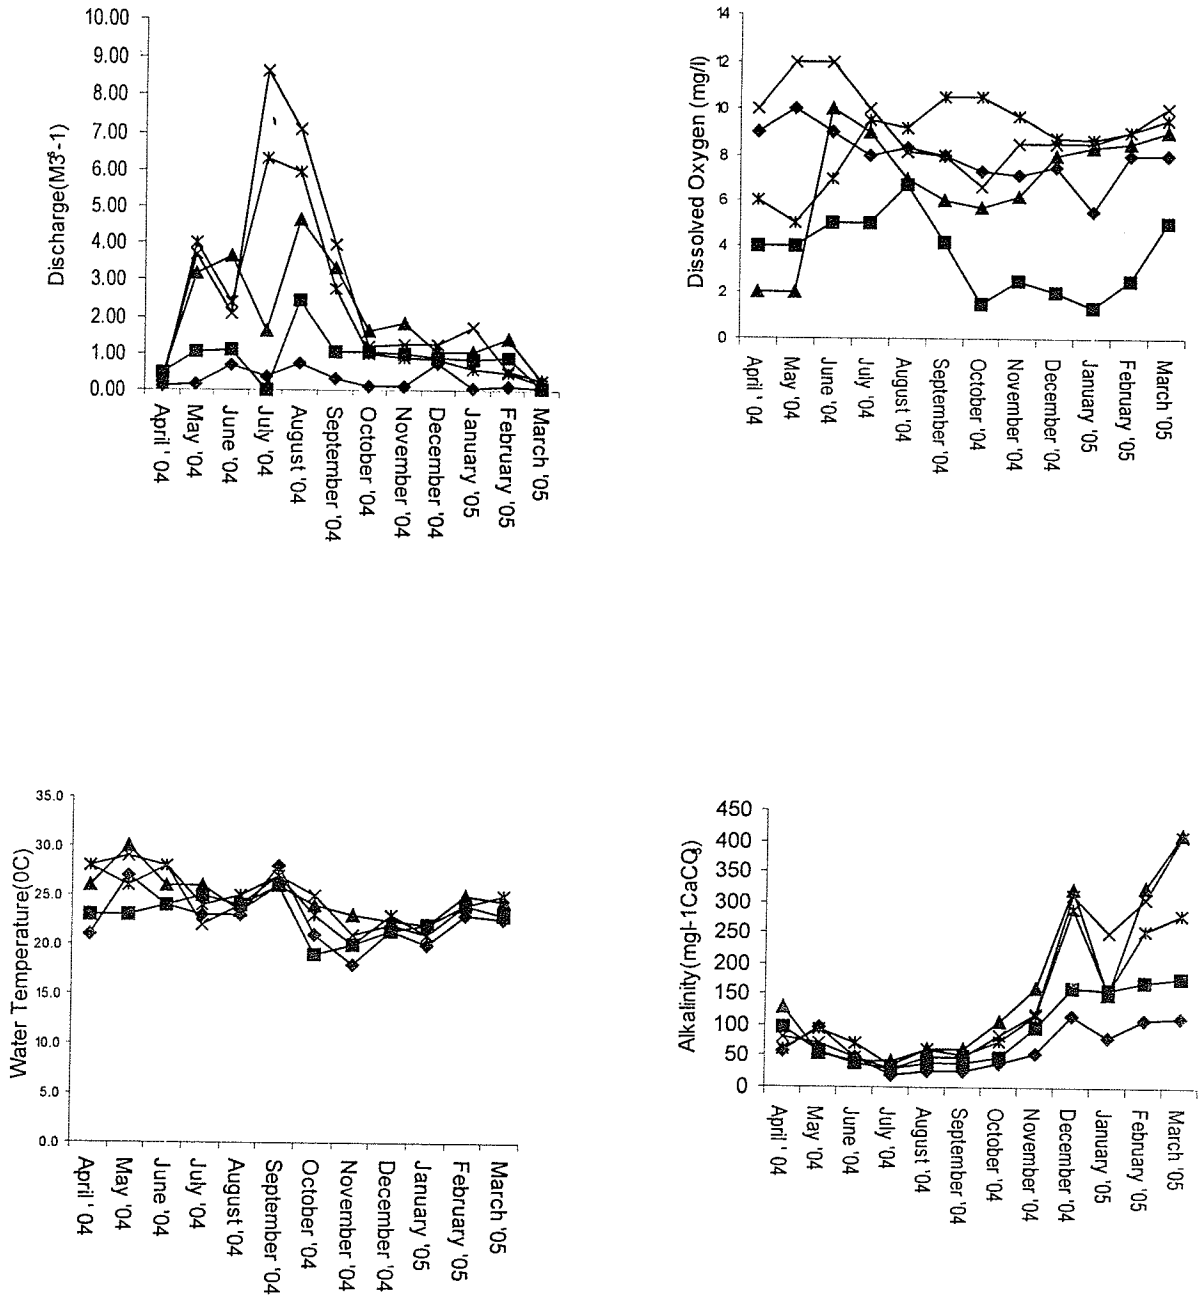 10.00
9.00
8.00
7.00
6.00
5.00
4.00
3.00
2.00
1.00
0.00
Discharge(M3s-1)
April ' 04
May '04
June '04
July '04
August '04
September '04
October '04
November '04
December '04
January '05
February '05
March '05
14
12
10
8
6
4
2
0
Dissolved Oxygen (mg/l)
April ' 04
May '04
June '04
July '04
August '04
September '04
October '04
November '04
December '04
January '05
February '05
March '05
35.0
30.0
25.0
20.0
15.0
10.0
5.0
0.0
Water Temperature(0C)
April ' 04
May '04
June '04
July '04
August '04
September '04
October '04
November '04
December '04
January '05
February '05
March '05
450
400
350
300
250
200
150
100
50
0
Alkalinity(mgl-1CaCO3)
April ' 04
May '04
June '04
July '04
August '04
September '04
October '04
November '04
December '04
January '05
February '05
March '05